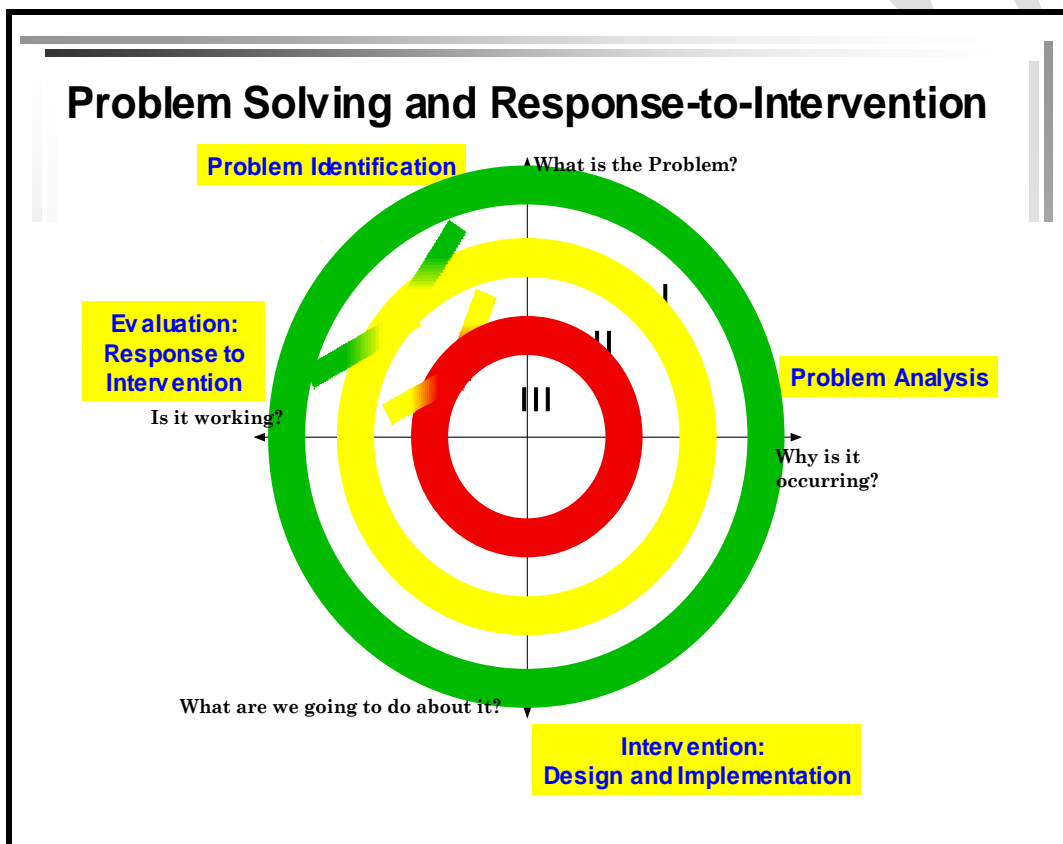 Problem Solving and Response-to-Intervention
Problem Identification
What is the Problem?
I
Evaluation:
Response to
Intervention
II
Problem Analysis
III
Is it working?
Why is it
occurring?
What are we going to do about it?
Intervention:
Design and Implementation